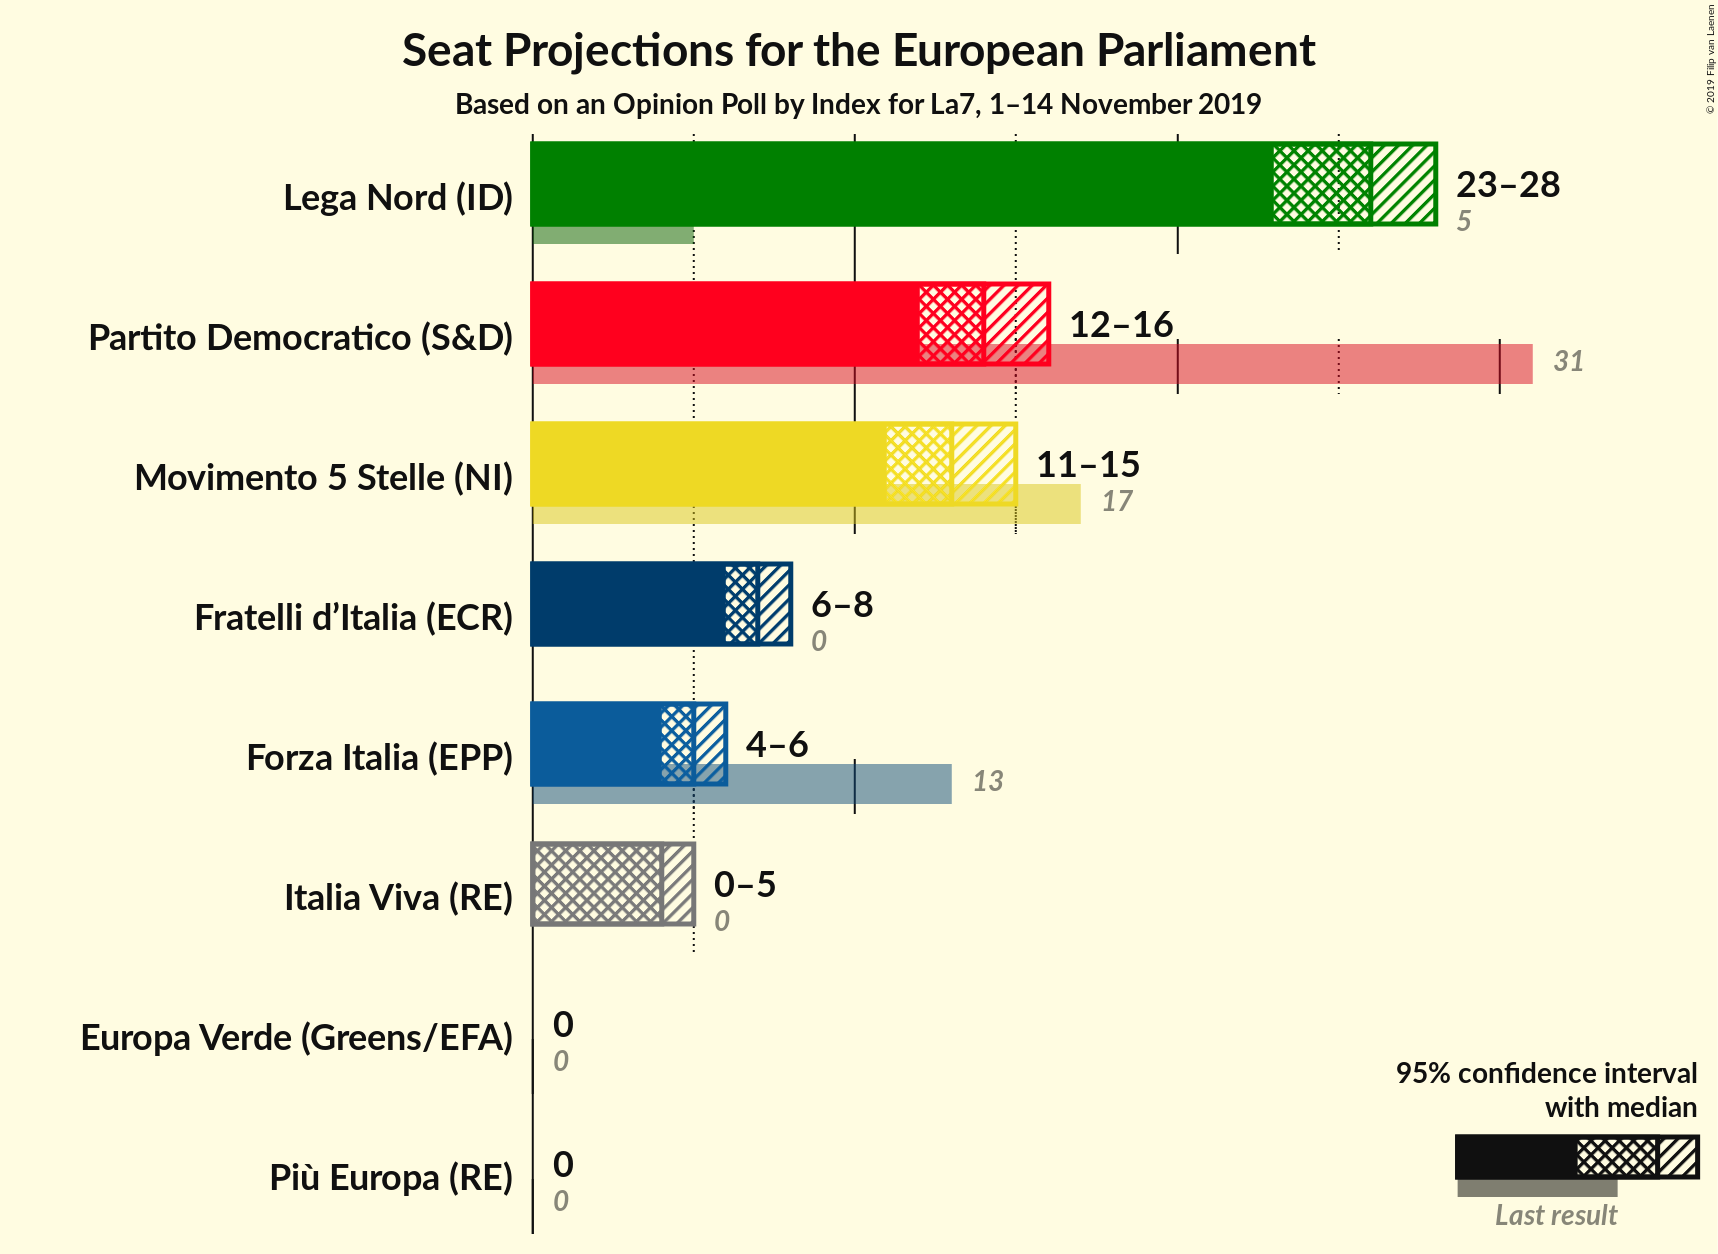 Seat Projections for the European Parliament
Based on an Opinion Poll by Index for La7, 1–14 November 2019
© 2019 Filip van Laenen
Lega Nord (ID)
23–28
5
Partito Democratico (S&D)
12–16
31
Movimento 5 Stelle (NI)
11–15
17
Fratelli d’Italia (ECR)
6–8
0
Forza Italia (EPP)
4–6
13
Italia Viva (RE)
0–5
0
Europa Verde (Greens/EFA)
0
0
Più Europa (RE)
0
0
95% confidence interval
with median
Last result